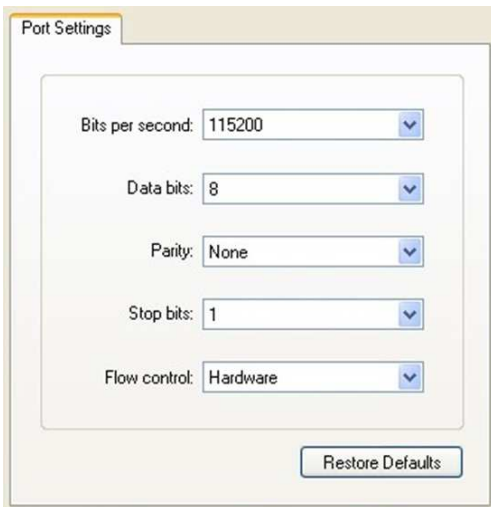 Port Settings
Bits per second: 115200
Data bits: 8
Parity: None
Stop bits: 1
Flow control: Hardware
Restore Defaults